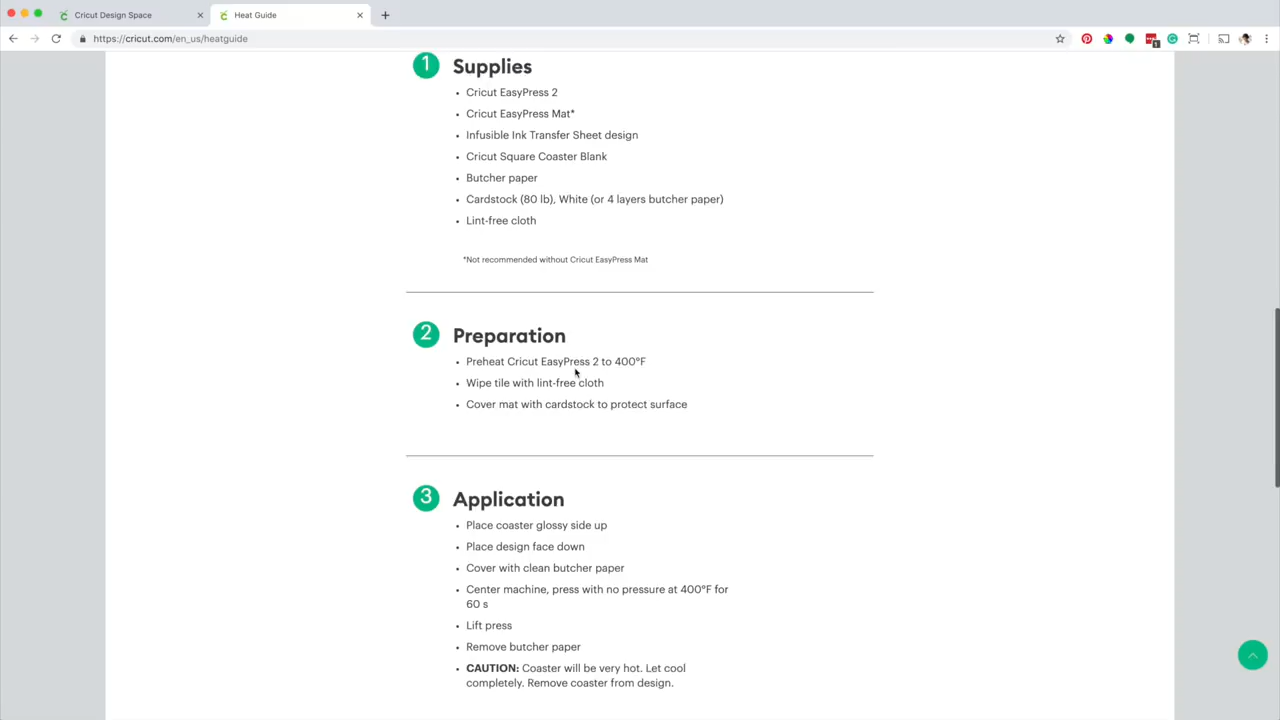 Cricut Design Space
Heat Guide
https://cricut.com/en_us/heatguide
1
1 Supplies
• Cricut EasyPress 2
• Cricut EasyPress Mat*
• Infusible Ink Transfer Sheet design
• Cricut Square Coaster Blank
• Butcher paper
• Cardstock (80 lb), White (or 4 layers butcher paper)
• Lint-free cloth
*Not recommended without Cricut EasyPress Mat
2 Preparation
• Preheat Cricut EasyPress 2 to 400°F
• Wipe tile with lint-free cloth
• Cover mat with cardstock to protect surface
3 Application
• Place coaster glossy side up
• Place design face down
• Cover with clean butcher paper
• Center machine, press with no pressure at 400°F for
60 s
• Lift press
• Remove butcher paper
• CAUTION: Coaster will be very hot. Let cool
completely. Remove coaster from design.